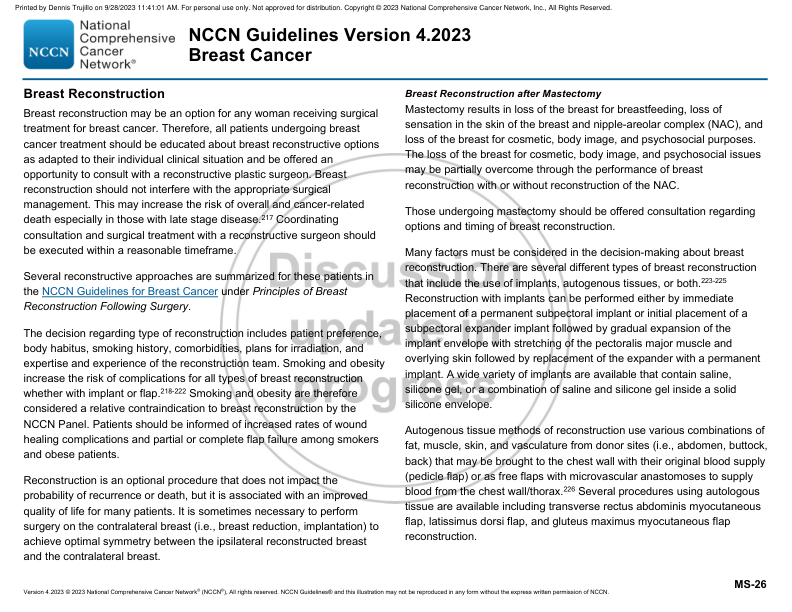 Printed by Dennis Trujillo on 9/28/2023 11:41:01 AM. For personal use only. Not approved for distribution. Copyright © 2023 National Comprehensive Cancer Network, Inc., All Rights Reserved.
NCCN
National
Comprehensive
Cancer
Network®
NCCN Guidelines Version 4.2023
Breast Cancer
Breast Reconstruction
Breast reconstruction may be an option for any woman receiving surgical
treatment for breast cancer. Therefore, all patients undergoing breast
cancer treatment should be educated about breast reconstructive options
as adapted to their individual clinical situation and be offered an
opportunity to consult with a reconstructive plastic surgeon. Breast
reconstruction should not interfere with the appropriate surgical
management. This may increase the risk of overall and cancer-related
death especially in those with late stage disease.217 Coordinating
consultation and surgical treatment with a reconstructive surgeon should
be executed within a reasonable timeframe.
Several reconstructive approaches are summarized for these patients in
the NCCN Guidelines for Breast Cancer under Principles of Breast
Reconstruction Following Surgery.
The decision regarding type of reconstruction includes patient preference,
body habitus, smoking history, comorbidities, plans for irradiation, and
expertise and experience of the reconstruction team. Smoking and obesity
increase the risk of complications for all types of breast reconstruction
whether with implant or flap.218-222 Smoking and obesity are therefore
considered a relative contraindication to breast reconstruction by the
NCCN Panel. Patients should be informed of increased rates of wound
healing complications and partial or complete flap failure among smokers
and obese patients.
Reconstruction is an optional procedure that does not impact the
probability of recurrence or death, but it is associated with an improved
quality of life for many patients. It is sometimes necessary to perform
surgery on the contralateral breast (i.e., breast reduction, implantation) to
achieve optimal symmetry between the ipsilateral reconstructed breast
and the contralateral breast.
Breast Reconstruction after Mastectomy
Mastectomy results in loss of the breast for breastfeeding, loss of
sensation in the skin of the breast and nipple-areolar complex (NAC), and
loss of the breast for cosmetic, body image, and psychosocial purposes.
The loss of the breast for cosmetic, body image, and psychosocial issues
may be partially overcome through the performance of breast
reconstruction with or without reconstruction of the NAC.
Those undergoing mastectomy should be offered consultation regarding
options and timing of breast reconstruction.
Many factors must be considered in the decision-making about breast
reconstruction. There are several different types of breast reconstruction
that include the use of implants, autogenous tissues, or both.223-225
Reconstruction with implants can be performed either by immediate
placement of a permanent subpectoral implant or initial placement of a
subpectoral expander implant followed by gradual expansion of the
implant envelope with stretching of the pectoralis major muscle and
overlying skin followed by replacement of the expander with a permanent
implant. A wide variety of implants are available that contain saline,
silicone gel, or a combination of saline and silicone gel inside a solid
silicone envelope.
Autogenous tissue methods of reconstruction use various combinations of
fat, muscle, skin, and vasculature from donor sites (i.e., abdomen, buttock,
back) that may be brought to the chest wall with their original blood supply
(pedicle flap) or as free flaps with microvascular anastomoses to supply
blood from the chest wall/thorax.226 Several procedures using autologous
tissue are available including transverse rectus abdominis myocutaneous
flap, latissimus dorsi flap, and gluteus maximus myocutaneous flap
reconstruction.
Discussion
update in
progress
MS-26
Version 4.2023 © 2023 National Comprehensive Cancer Network® (NCCN®), All rights reserved. NCCN Guidelines® and this illustration may not be reproduced in any form without the express written permission of NCCN.